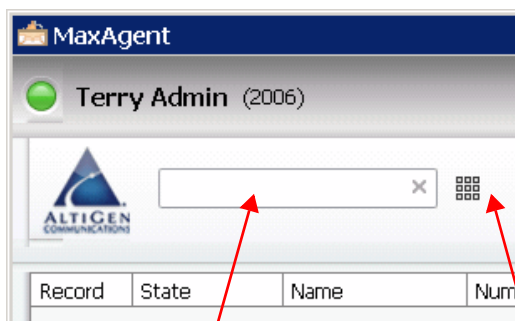 MaxAgent
Terry Admin (2006)
ALTIGEN
COMMUNICATIONS
Record State Name Num